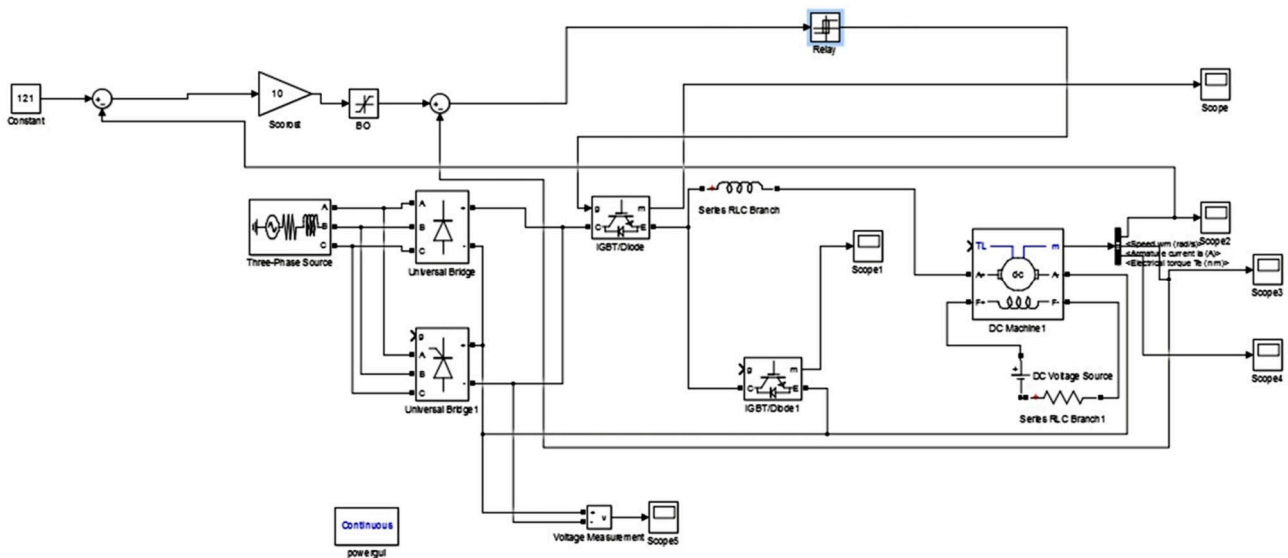 Relay
121
Constant
10
Scorost
BO
Scope
g
m
C
E
IGBT/Diode
Series RLC Branch
Scope2
A
B
C
Three-Phase Source
A
B
C
+
-
Universal Bridge
Scope1
TL
m
A+
dc
A-
F+
F-
DC Machine1
<Speed wm (rad/s)>
<Armature current ia (A)>
<Electrical torque Te (n m)>
Scope3
g
A
B
C
+
-
Universal Bridge1
g
m
C
E
IGBT/Diode1
+
DC Voltage Source
+
Series RLC Branch1
Scope4
Continuous
powergui
+
-
v
Voltage Measurement
Scope5